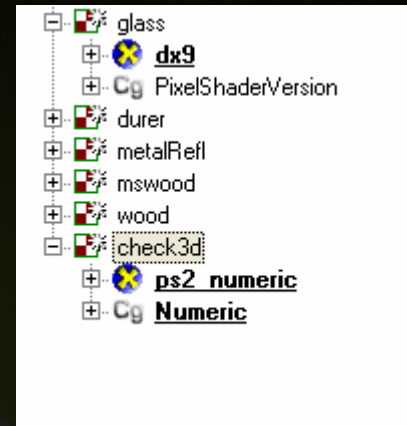 glass
dx9
Cg PixelShaderVersion
durer
metalRefl
mswood
wood
check3d
ps2_numeric
Cg Numeric